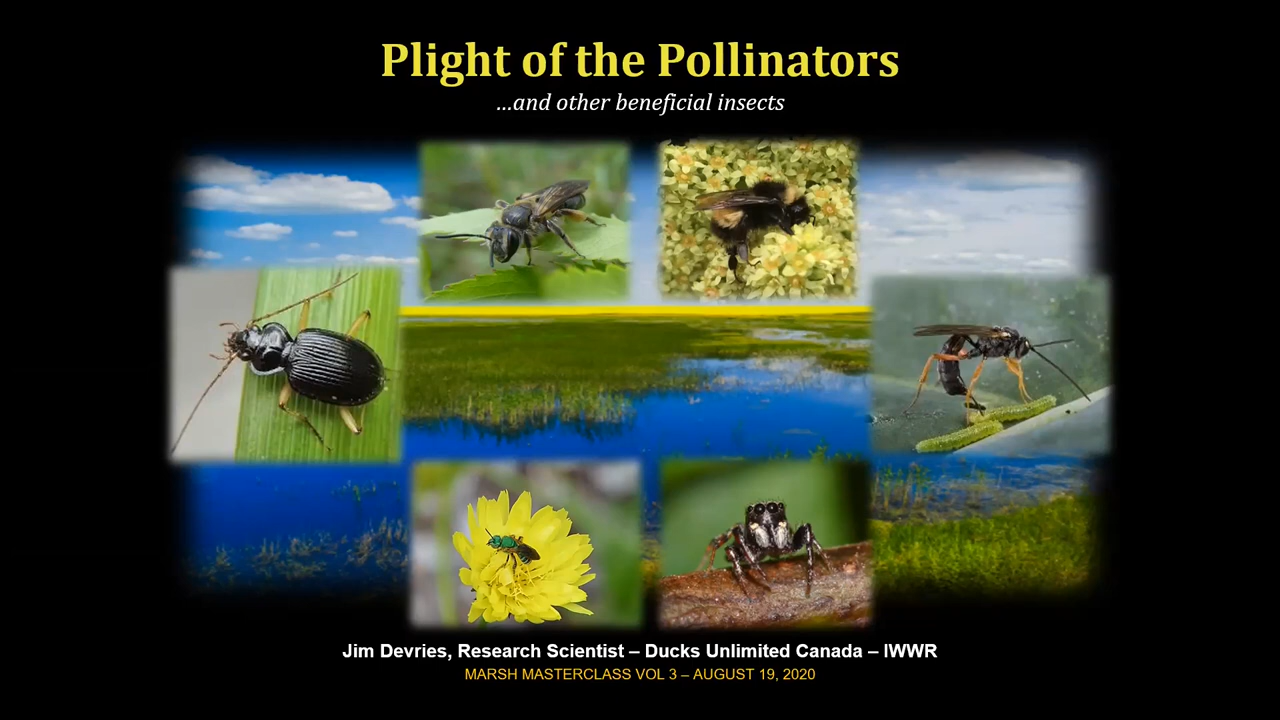 Plight of the Pollinators
...and other beneficial insects
Jim Devries, Research Scientist – Ducks Unlimited Canada – IWWR
MARSH MASTERCLASS VOL 3 – AUGUST 19, 2020